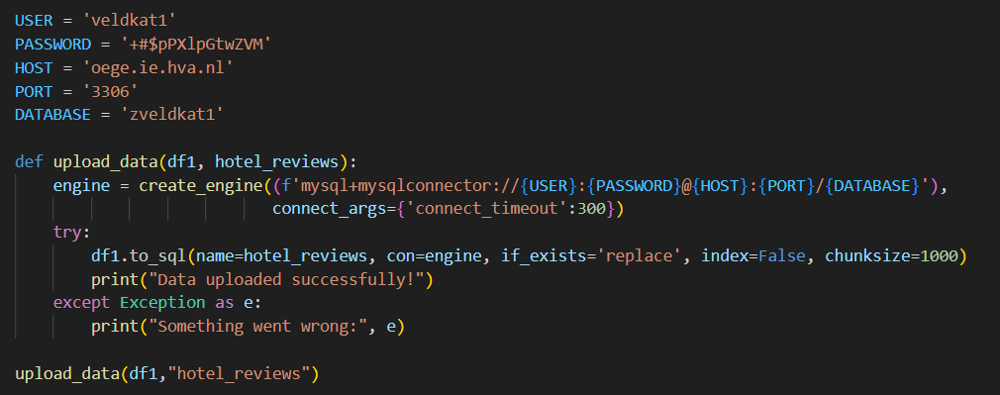 USER = 'veldkat1'
PASSWORD = '+#$pPXlpGtwZVM'
HOST = 'oege.ie.hva.nl'
PORT = '3306'
DATABASE = 'zveldkat1'
def upload_data(df1, hotel_reviews):
    engine = create_engine((f'mysql+mysqlconnector://{USER}:{PASSWORD}@{HOST}:{PORT}/{DATABASE}'),
                           connect_args={'connect_timeout':300})
    try:
        df1.to_sql(name=hotel_reviews, con=engine, if_exists='replace', index=False, chunksize=1000)
        print("Data uploaded successfully!")
    except Exception as e:
        print("Something went wrong:", e)
upload_data(df1,"hotel_reviews")